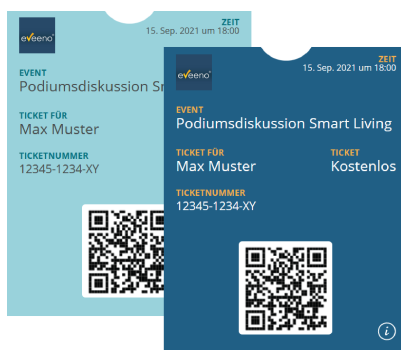 eveeno
ZEIT
15. Sep. 2021 um 18:00
EVENT
Podiumsdiskussion Sr
TICKET FÜR
Max Muster
TICKETNUMMER
12345-1234-XY
eveeno
ZEIT
15. Sep. 2021 um 18:00
EVENT
Podiumsdiskussion Smart Living
TICKET FÜR
TICKET
Max Muster
Kostenlos
TICKETNUMMER
12345-1234-XY
i